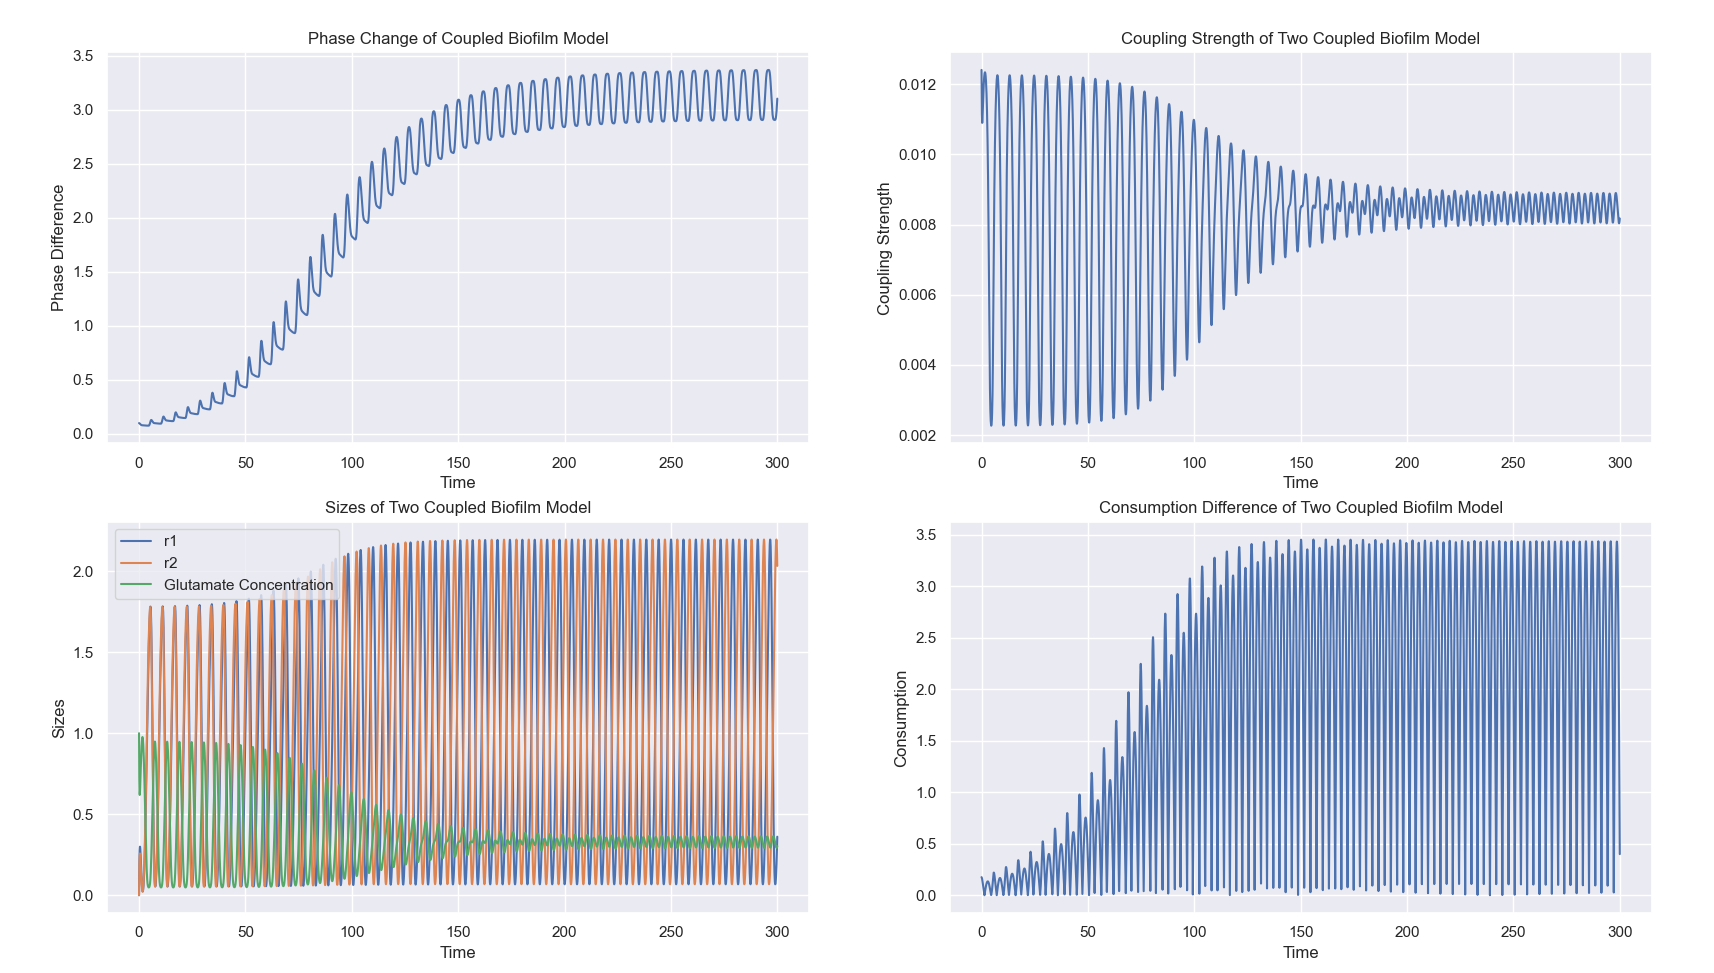 Phase Change of Coupled Biofilm Model
3.5
3.0
2.5
2.0
1.5
1.0
0.5
0.0
Phase Difference
0 50 100 150 200 250 300
Time
Coupling Strength of Two Coupled Biofilm Model
0.012
0.010
0.008
0.006
0.004
0.002
Coupling Strength
0 50 100 150 200 250 300
Time
Sizes of Two Coupled Biofilm Model
r1
r2
Glutamate Concentration
2.0
1.5
1.0
0.5
0.0
Sizes
0 50 100 150 200 250 300
Time
Consumption Difference of Two Coupled Biofilm Model
3.5
3.0
2.5
2.0
1.5
1.0
0.5
0.0
Consumption
0 50 100 150 200 250 300
Time